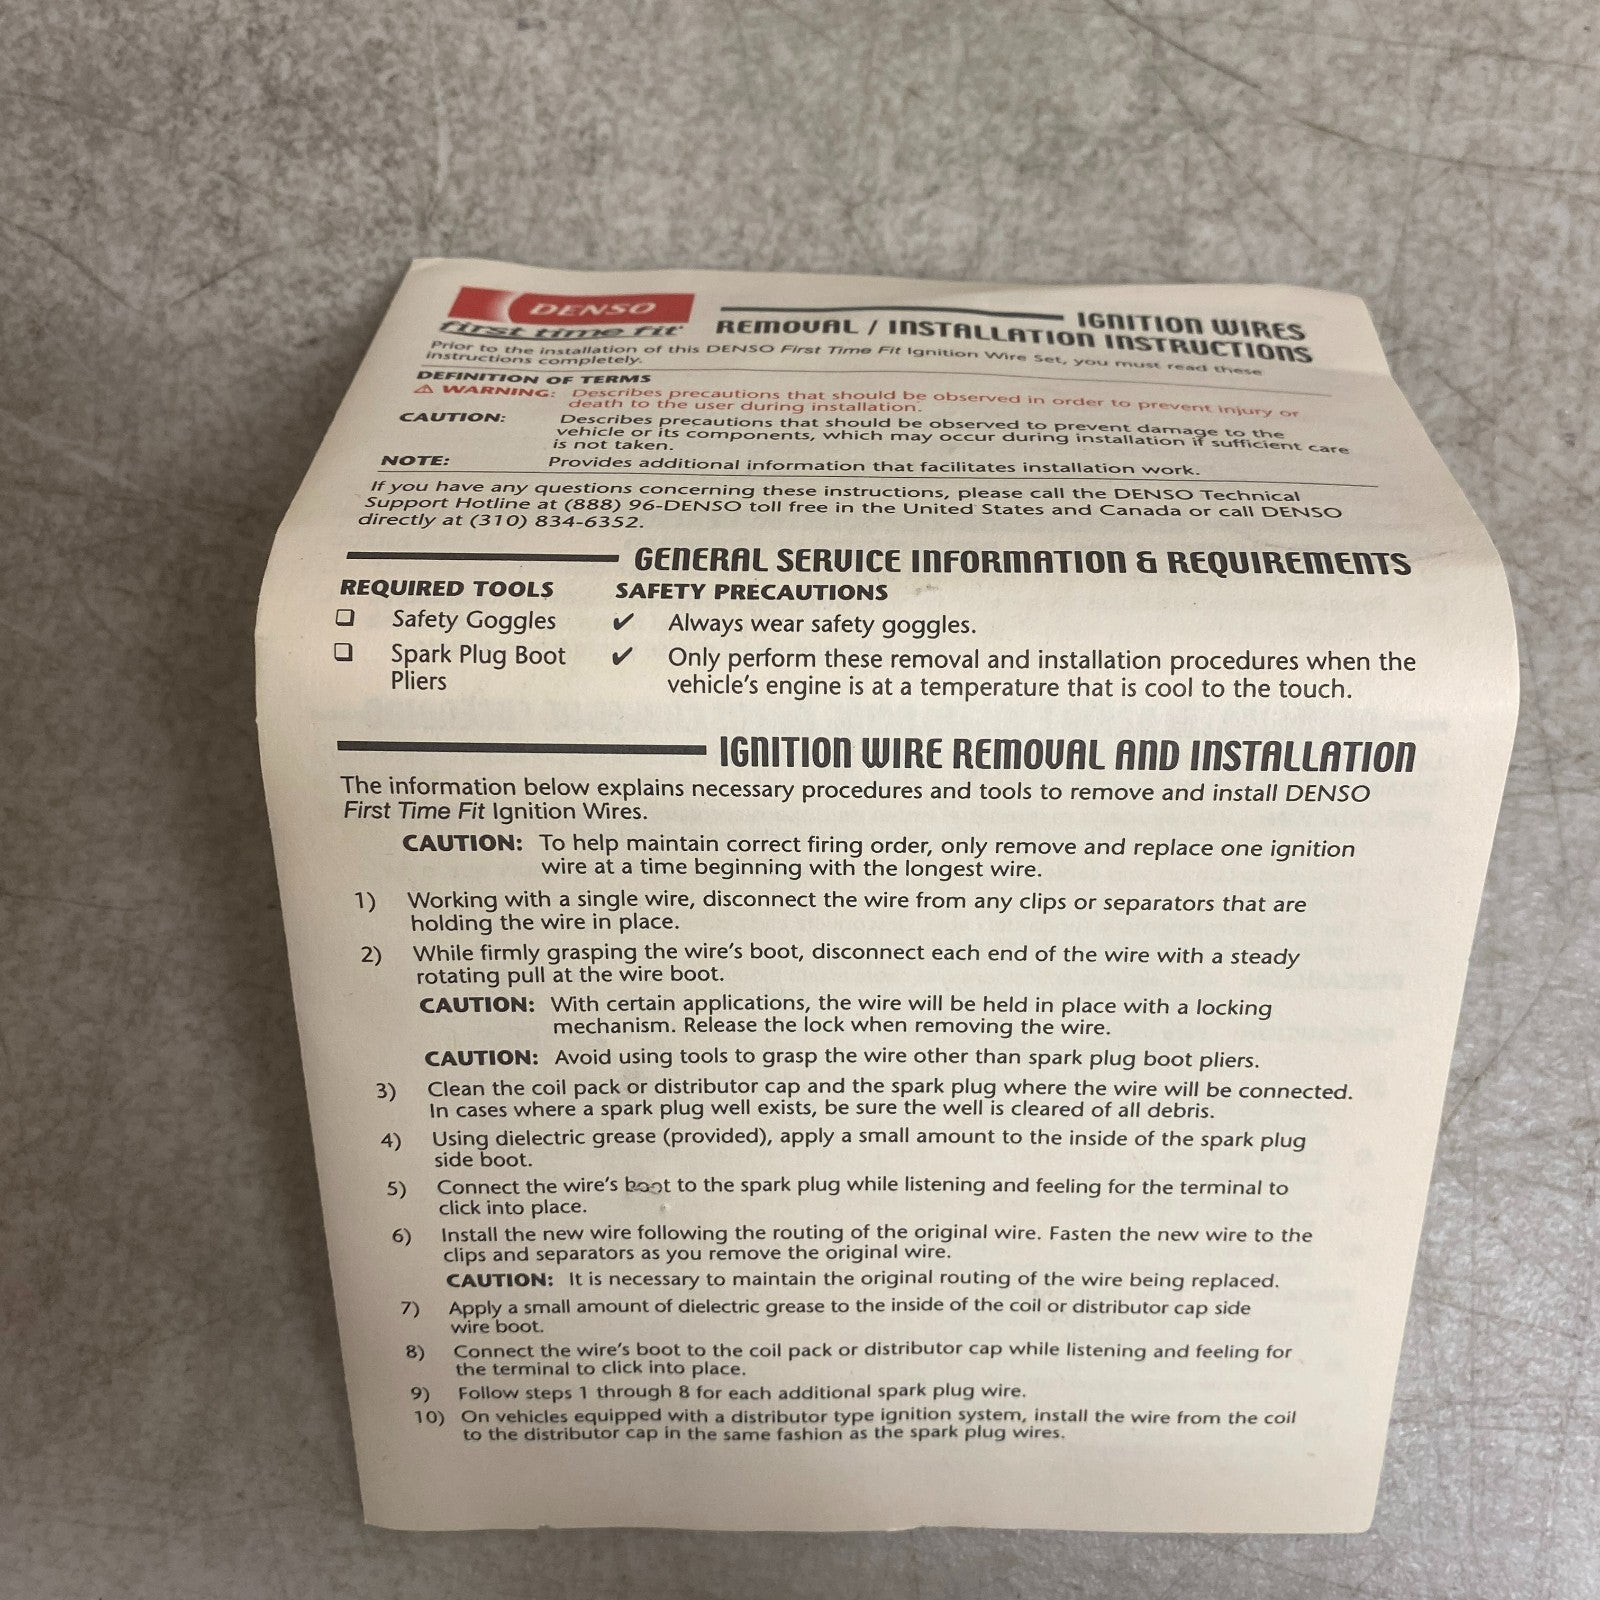 DENSO
first time fit
IGNITION WIRES
REMOVAL / INSTALLATION INSTRUCTIONS
Prior to the installation of this DENSO First Time Fit Ignition Wire Set, you must read these
instructions completely.
DEFINITION OF TERMS
⚠ WARNING: Describes precautions that should be observed in order to prevent injury or
death to the user during installation.
CAUTION: Describes precautions that should be observed to prevent damage to the
vehicle or its components, which may occur during installation if sufficient care
is not taken.
NOTE: Provides additional information that facilitates installation work.
If you have any questions concerning these instructions, please call the DENSO Technical
Support Hotline at (888) 96-DENSO toll free in the United States and Canada or call DENSO
directly at (310) 834-6352.
GENERAL SERVICE INFORMATION & REQUIREMENTS
REQUIRED TOOLS
❑ Safety Goggles
❑ Spark Plug Boot
Pliers
SAFETY PRECAUTIONS
✔ Always wear safety goggles.
✔ Only perform these removal and installation procedures when the
vehicle's engine is at a temperature that is cool to the touch.
IGNITION WIRE REMOVAL AND INSTALLATION
The information below explains necessary procedures and tools to remove and install DENSO
First Time Fit Ignition Wires.
CAUTION: To help maintain correct firing order, only remove and replace one ignition
wire at a time beginning with the longest wire.
1) Working with a single wire, disconnect the wire from any clips or separators that are
holding the wire in place.
2) While firmly grasping the wire's boot, disconnect each end of the wire with a steady
rotating pull at the wire boot.
CAUTION: With certain applications, the wire will be held in place with a locking
mechanism. Release the lock when removing the wire.
CAUTION: Avoid using tools to grasp the wire other than spark plug boot pliers.
3) Clean the coil pack or distributor cap and the spark plug where the wire will be connected.
In cases where a spark plug well exists, be sure the well is cleared of all debris.
4) Using dielectric grease (provided), apply a small amount to the inside of the spark plug
side boot.
5) Connect the wire's boot to the spark plug while listening and feeling for the terminal to
click into place.
6) Install the new wire following the routing of the original wire. Fasten the new wire to the
clips and separators as you remove the original wire.
CAUTION: It is necessary to maintain the original routing of the wire being replaced.
7) Apply a small amount of dielectric grease to the inside of the coil or distributor cap side
wire boot.
8) Connect the wire's boot to the coil pack or distributor cap while listening and feeling for
the terminal to click into place.
9) Follow steps 1 through 8 for each additional spark plug wire.
10) On vehicles equipped with a distributor type ignition system, install the wire from the coil
to the distributor cap in the same fashion as the spark plug wires.